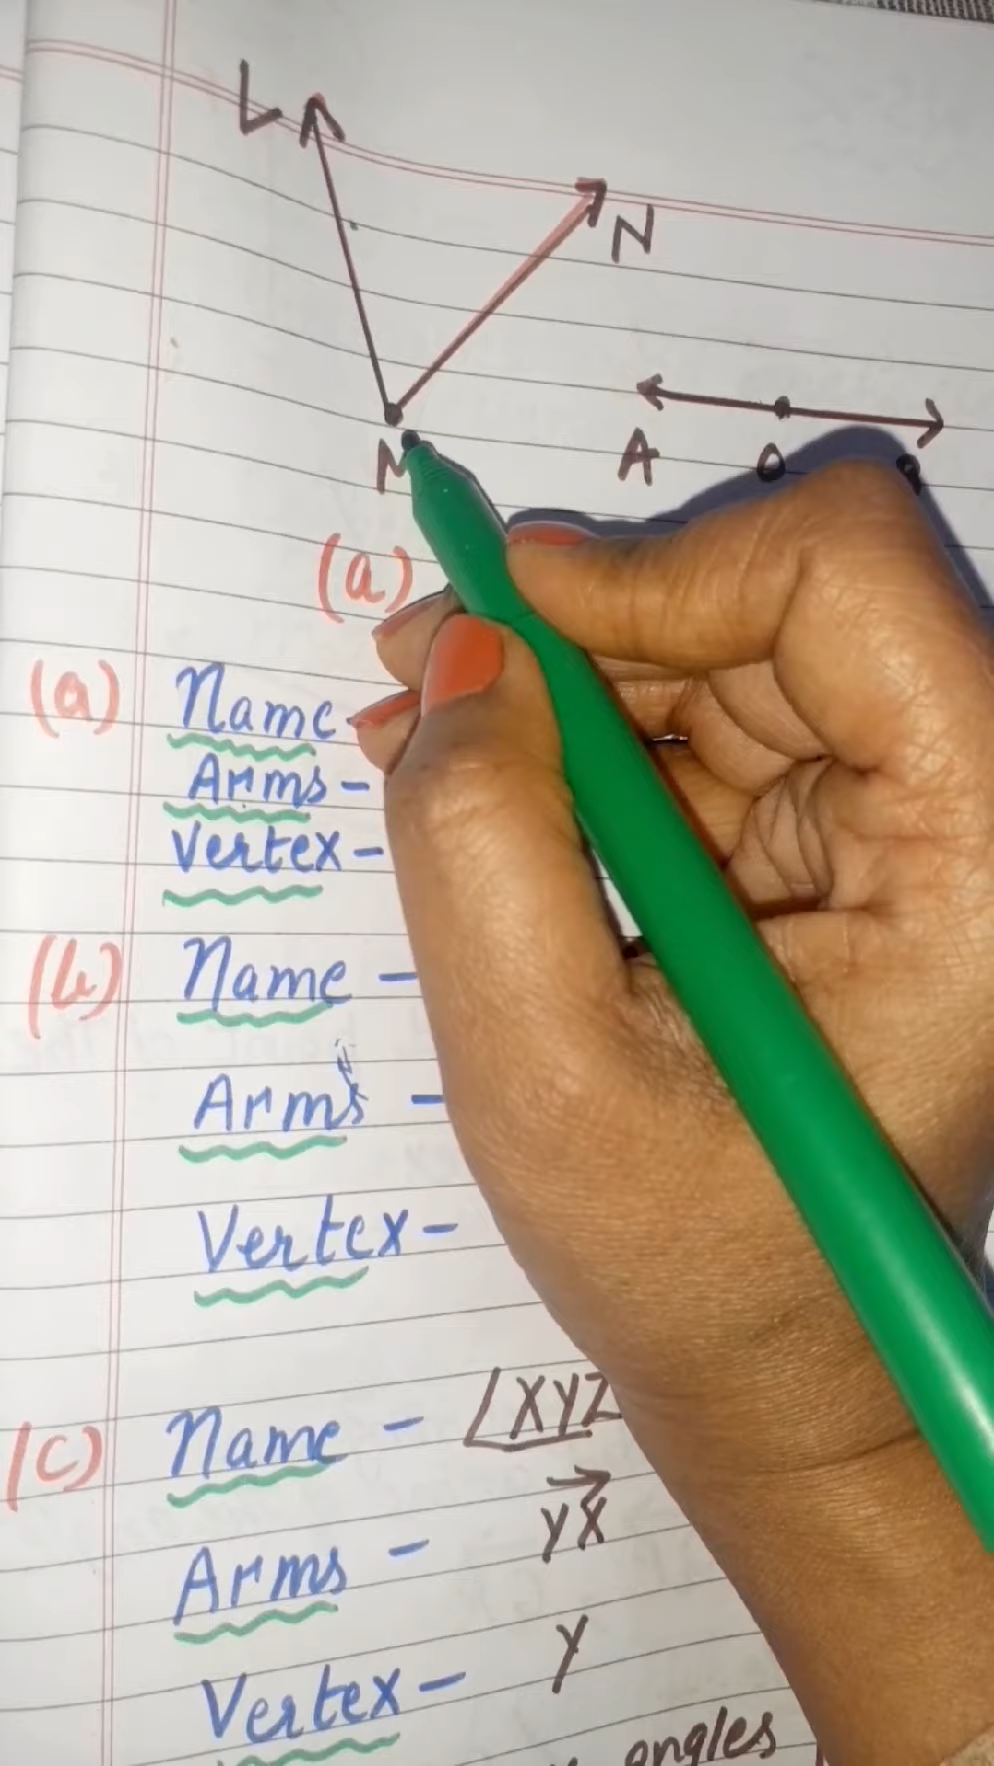 L
N
M
A O
(a)
(a) Name
Arms -
Vertex -
(b) Name -
Arms -
Vertex -
(C) Name - ∠XYZ
YX
Arms -
Vertex - Y
angles